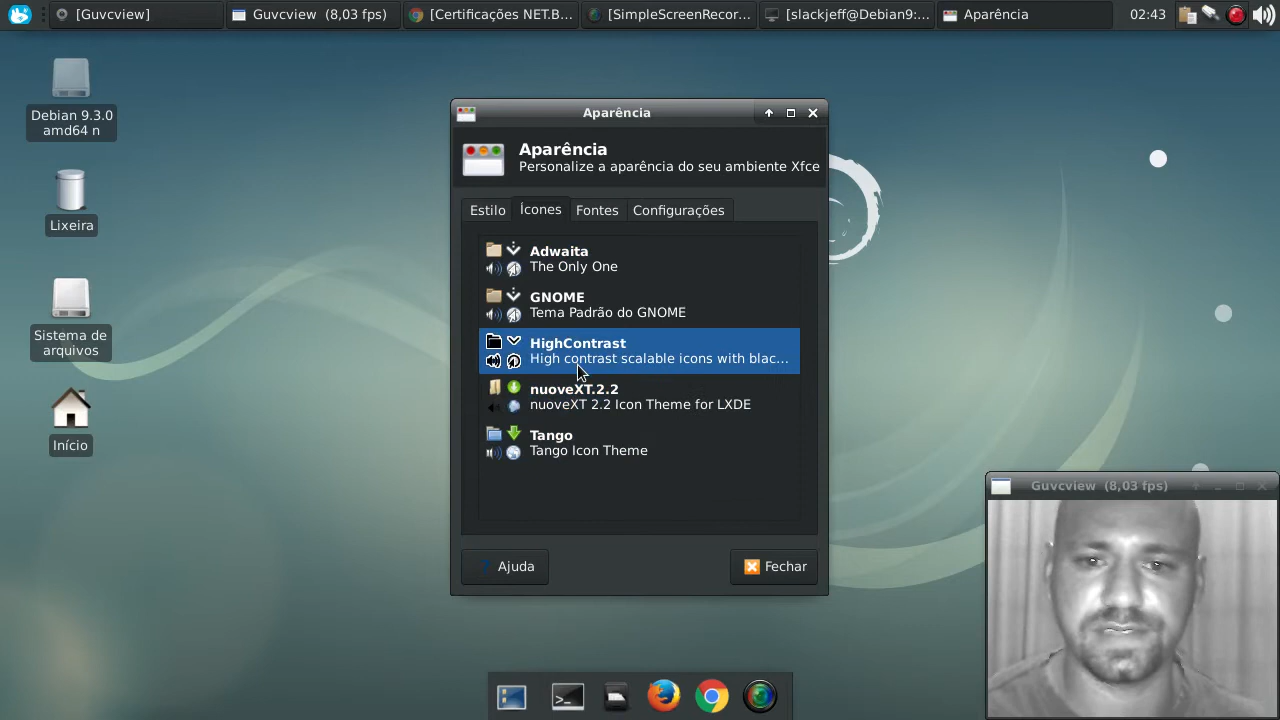 [Guvcview]
Guvcview (8,03 fps)
[Certificações NET.B...
[SimpleScreenRecor...
[slackjeff@Debian9:...
Aparência
02:43
Debian 9.3.0
amd64 n
Lixeira
Sistema de
arquivos
Início
Aparência
Aparência
Personalize a aparência do seu ambiente Xfce
Estilo
Ícones
Fontes
Configurações
Adwaita
The Only One
GNOME
Tema Padrão do GNOME
HighContrast
High contrast scalable icons with blac...
nuoveXT.2.2
nuoveXT 2.2 Icon Theme for LXDE
Tango
Tango Icon Theme
? Ajuda
Fechar
Guvcview (8,03 fps)